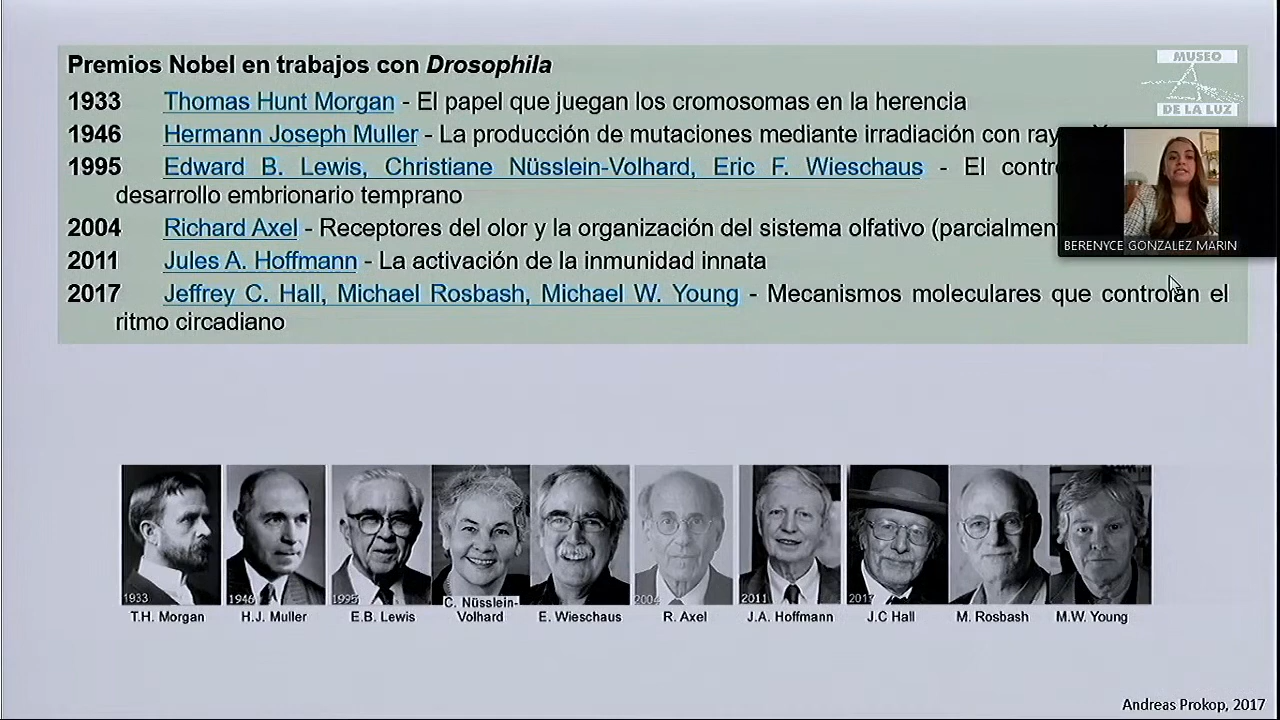 Premios Nobel en trabajos con Drosophila
MUSEO
DE LA LUZ
1933 Thomas Hunt Morgan - El papel que juegan los cromosomas en la herencia
1946 Hermann Joseph Muller - La producción de mutaciones mediante irradiación con
1995 Edward B. Lewis, Christiane Nüsslein-Volhard, Eric F. Wieschaus - El
desarrollo embrionario temprano
2004 Richard Axel - Receptores del olor y la organización del sistema olfativo
BERENYCE GONZALEZ MARIN
2011 Jules A. Hoffmann - La activación de la inmunidad innata
2017 Jeffrey C. Hall, Michael Rosbash, Michael W. Young - Mecanismos moleculares que controlan el
ritmo circadiano
1933 1946 1995 2004 2011 2017
T.H. Morgan H.J. Muller E.B. Lewis C. Nüsslein-Volhard E. Wieschaus R. Axel J.A. Hoffmann J.C Hall M. Rosbash M.W. Young
Andreas Prokop, 2017